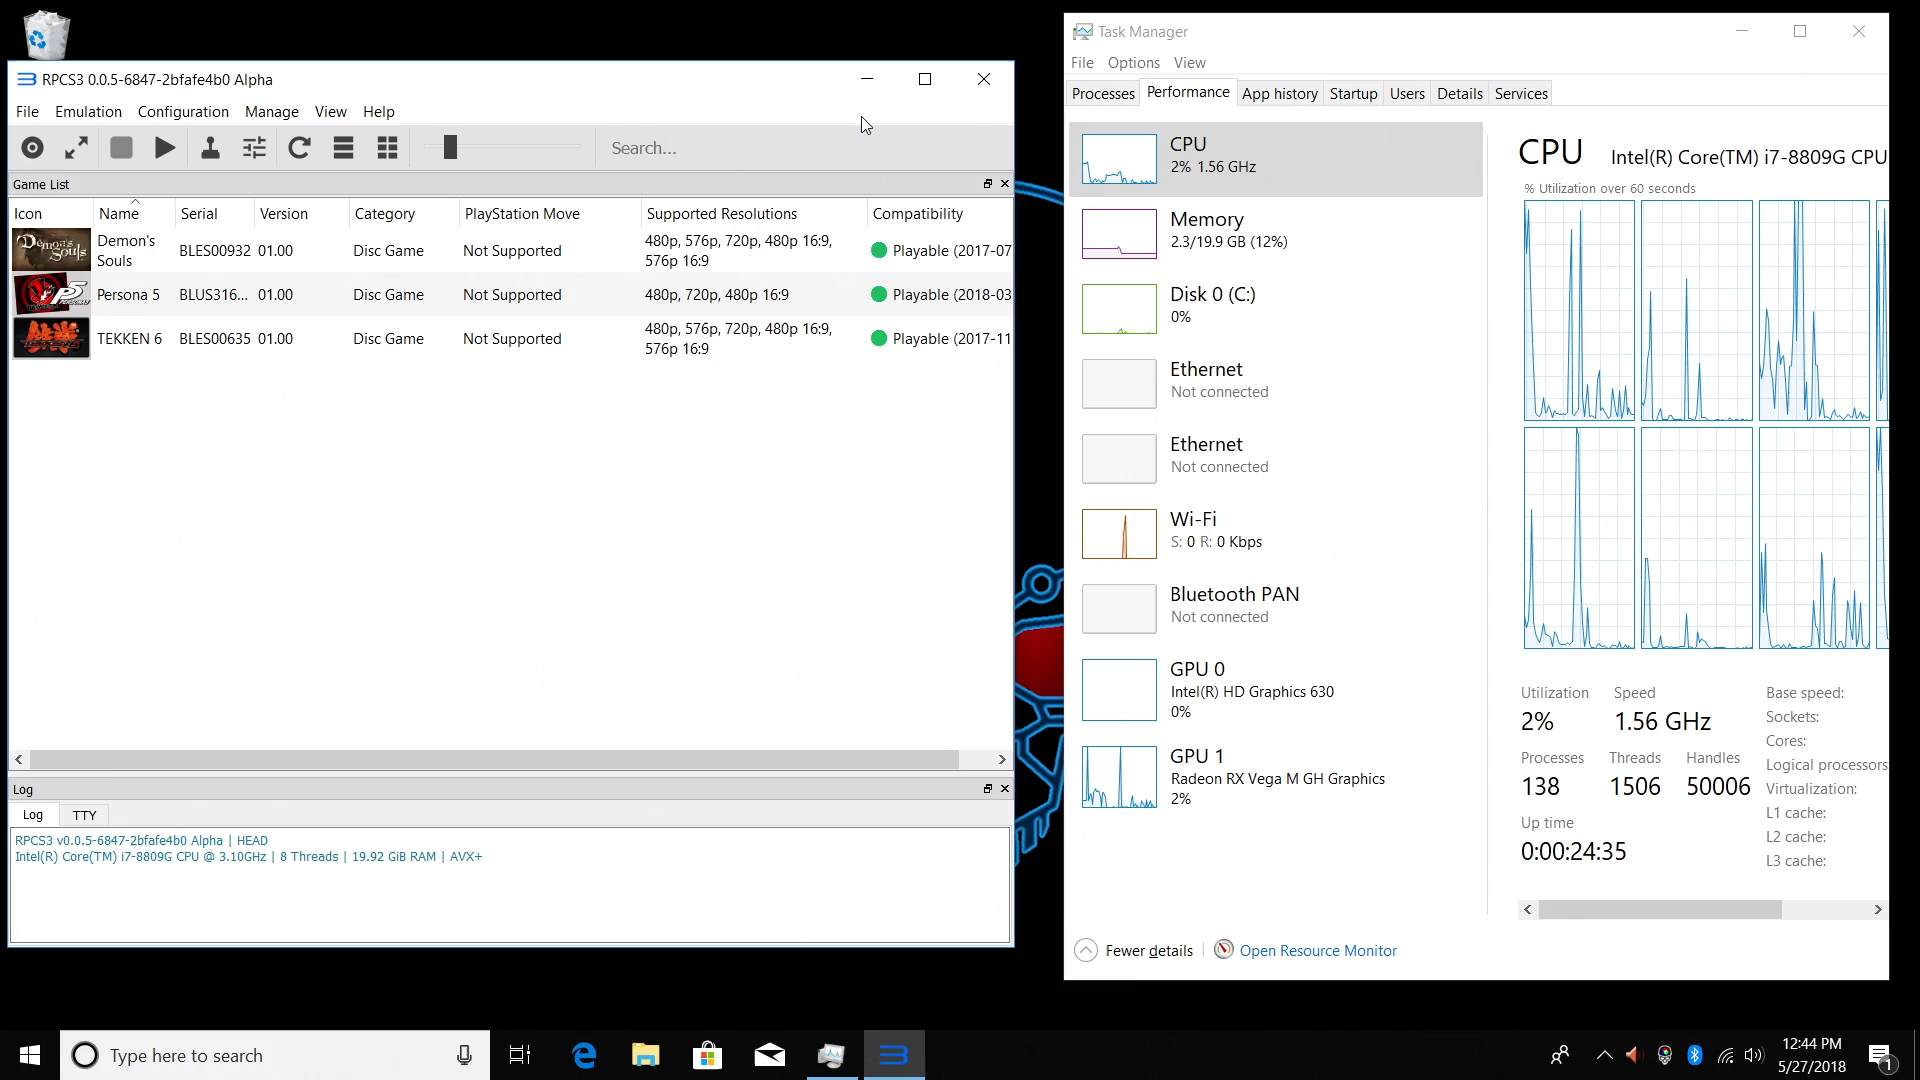 RPCS3 0.0.5-6847-2bfafe4b0 Alpha
File Emulation Configuration Manage View Help
Search...
Game List
Icon Name Serial Version Category PlayStation Move Supported Resolutions Compatibility
Demon's Souls
Demon's
Souls
BLES00932 01.00 Disc Game Not Supported
480p, 576p, 720p, 480p 16:9,
576p 16:9
Playable (2017-07
P5
Persona 5 BLUS316... 01.00 Disc Game Not Supported 480p, 720p, 480p 16:9 Playable (2018-03
TEKKEN 6 BLES00635 01.00 Disc Game Not Supported
480p, 576p, 720p, 480p 16:9,
576p 16:9
Playable (2017-11
Log
Log TTY
RPCS3 v0.0.5-6847-2bfafe4b0 Alpha | HEAD
Intel(R) Core(TM) i7-8809G CPU @ 3.10GHz | 8 Threads | 19.92 GiB RAM | AVX+
Task Manager
File Options View
Processes Performance App history Startup Users Details Services
CPU
2% 1.56 GHz
Memory
2.3/19.9 GB (12%)
Disk 0 (C:)
0%
Ethernet
Not connected
Ethernet
Not connected
Wi-Fi
S: 0 R: 0 Kbps
Bluetooth PAN
Not connected
GPU 0
Intel(R) HD Graphics 630
0%
GPU 1
Radeon RX Vega M GH Graphics
2%
CPU Intel(R) Core(TM) i7-8809G CPU
% Utilization over 60 seconds
Utilization Speed
2% 1.56 GHz
Processes Threads Handles
138 1506 50006
Up time
0:00:24:35
Base speed:
Sockets:
Cores:
Logical processors
Virtualization:
L1 cache:
L2 cache:
L3 cache:
Fewer details Open Resource Monitor
Type here to search
12:44 PM
5/27/2018
1